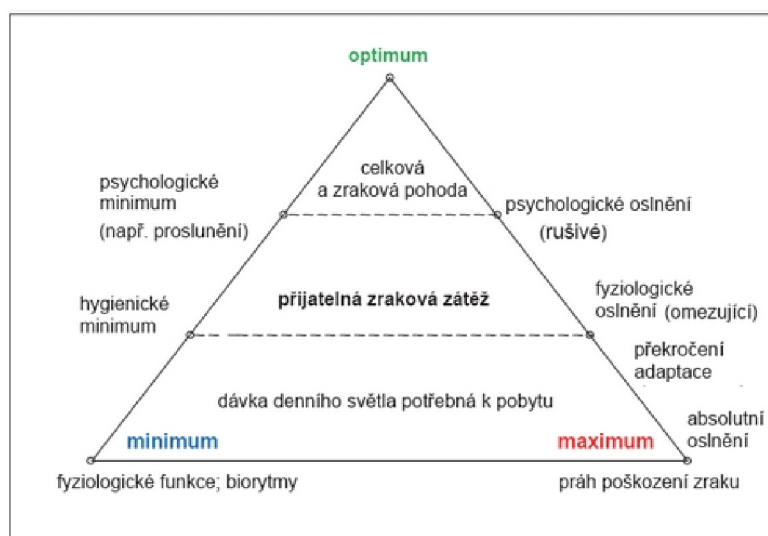 optimum
celková
a zraková pohoda
psychologické
minimum
(např. proslunění)
psychologické oslnění
(rušivé)
přijatelná zraková zátěž
hygienické
minimum
fyziologické
oslnění (omezující)
překročení
adaptace
dávka denního světla potřebná k pobytu
absolutní
oslnění
minimum
maximum
fyziologické funkce; biorytmy
práh poškození zraku